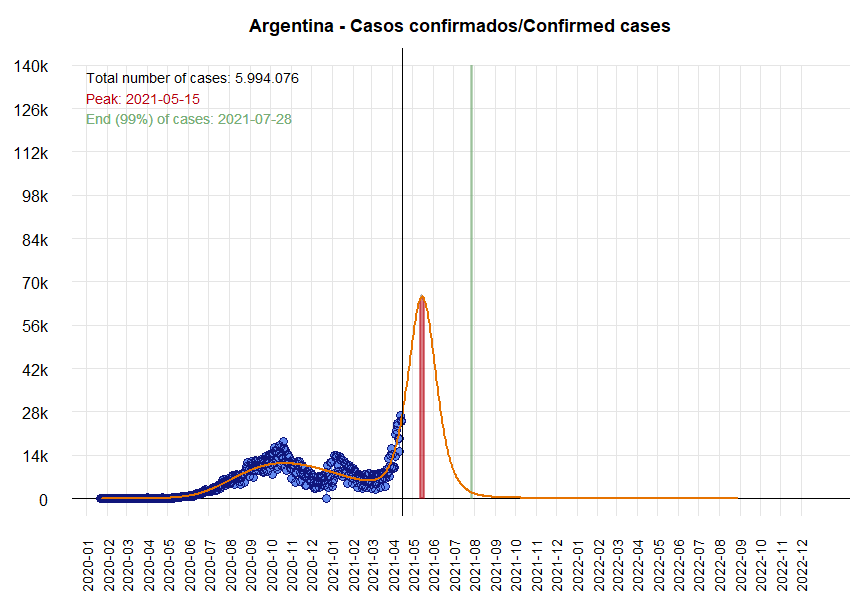 Argentina - Casos confirmados/Confirmed cases
140k
126k
112k
98k
84k
70k
56k
42k
28k
14k
0
Total number of cases: 5.994.076
Peak: 2021-05-15
End (99%) of cases: 2021-07-28
2020-01
2020-02
2020-03
2020-04
2020-05
2020-06
2020-07
2020-08
2020-09
2020-10
2020-11
2020-12
2021-01
2021-02
2021-03
2021-04
2021-05
2021-06
2021-07
2021-08
2021-09
2021-10
2021-11
2021-12
2022-01
2022-02
2022-03
2022-04
2022-05
2022-06
2022-07
2022-08
2022-09
2022-10
2022-11
2022-12